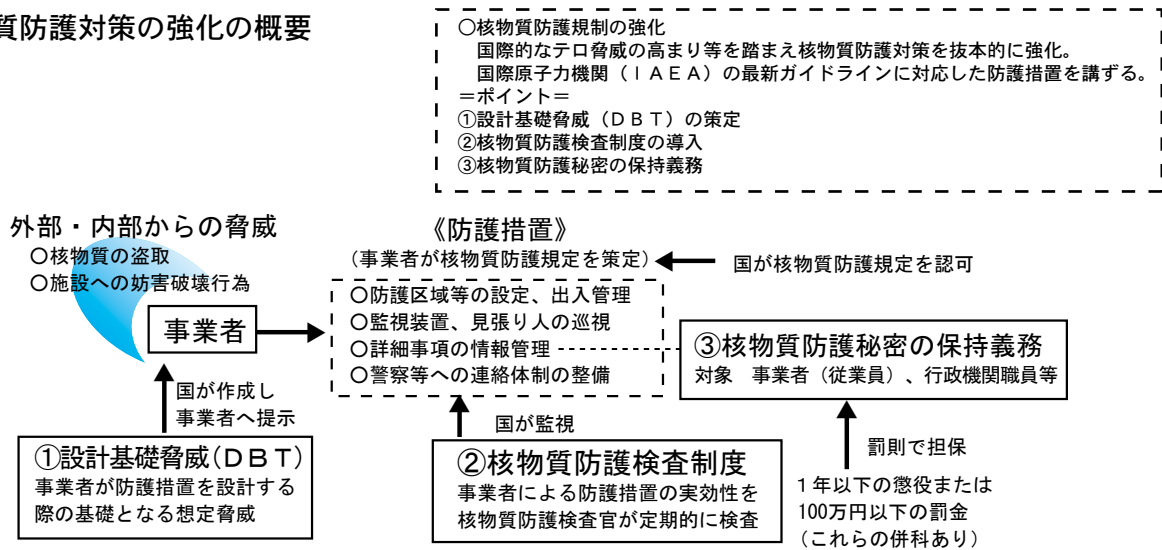 質防護対策の強化の概要
〇核物質防護規制の強化
国際的なテロ脅威の高まり等を踏まえ核物質防護対策を抜本的に強化。
国際原子力機関（ＩＡＥＡ）の最新ガイドラインに対応した防護措置を講ずる。
＝ポイント＝
①設計基礎脅威（ＤＢＴ）の策定
②核物質防護検査制度の導入
③核物質防護秘密の保持義務
外部・内部からの脅威
〇核物質の盗取
〇施設への妨害破壊行為
事業者
《防護措置》
(事業者が核物質防護規定を策定)
国が核物質防護規定を認可
〇防護区域等の設定、出入管理
〇監視装置、見張り人の巡視
〇詳細事項の情報管理
〇警察等への連絡体制の整備
③核物質防護秘密の保持義務
対象　事業者（従業員）、行政機関職員等
国が作成し
事業者へ提示
①設計基礎脅威(ＤＢＴ)
事業者が防護措置を設計する
際の基礎となる想定脅威
国が監視
②核物質防護検査制度
事業者による防護措置の実効性を
核物質防護検査官が定期的に検査
罰則で担保
１年以下の懲役または
100万円以下の罰金
（これらの併科あり）